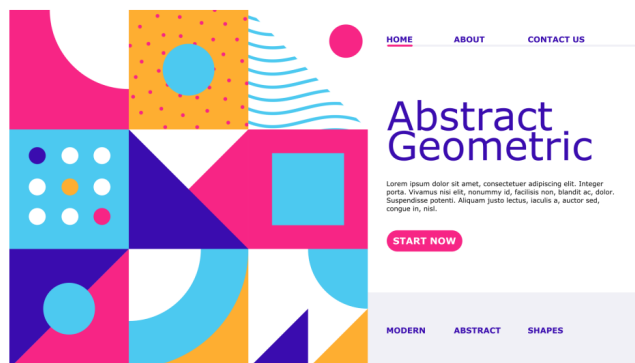 HOME ABOUT CONTACT US
Abstract
Geometric
Lorem ipsum dolor sit amet, consectetuer adipiscing elit. Integer
porta. Vivamus nisi elit, nonummy id, facilisis non, blandit ac, dolor.
Suspendisse potenti. Aliquam justo lectus, iaculis a, auctor sed,
congue in, nisl.
START NOW
MODERN ABSTRACT SHAPES